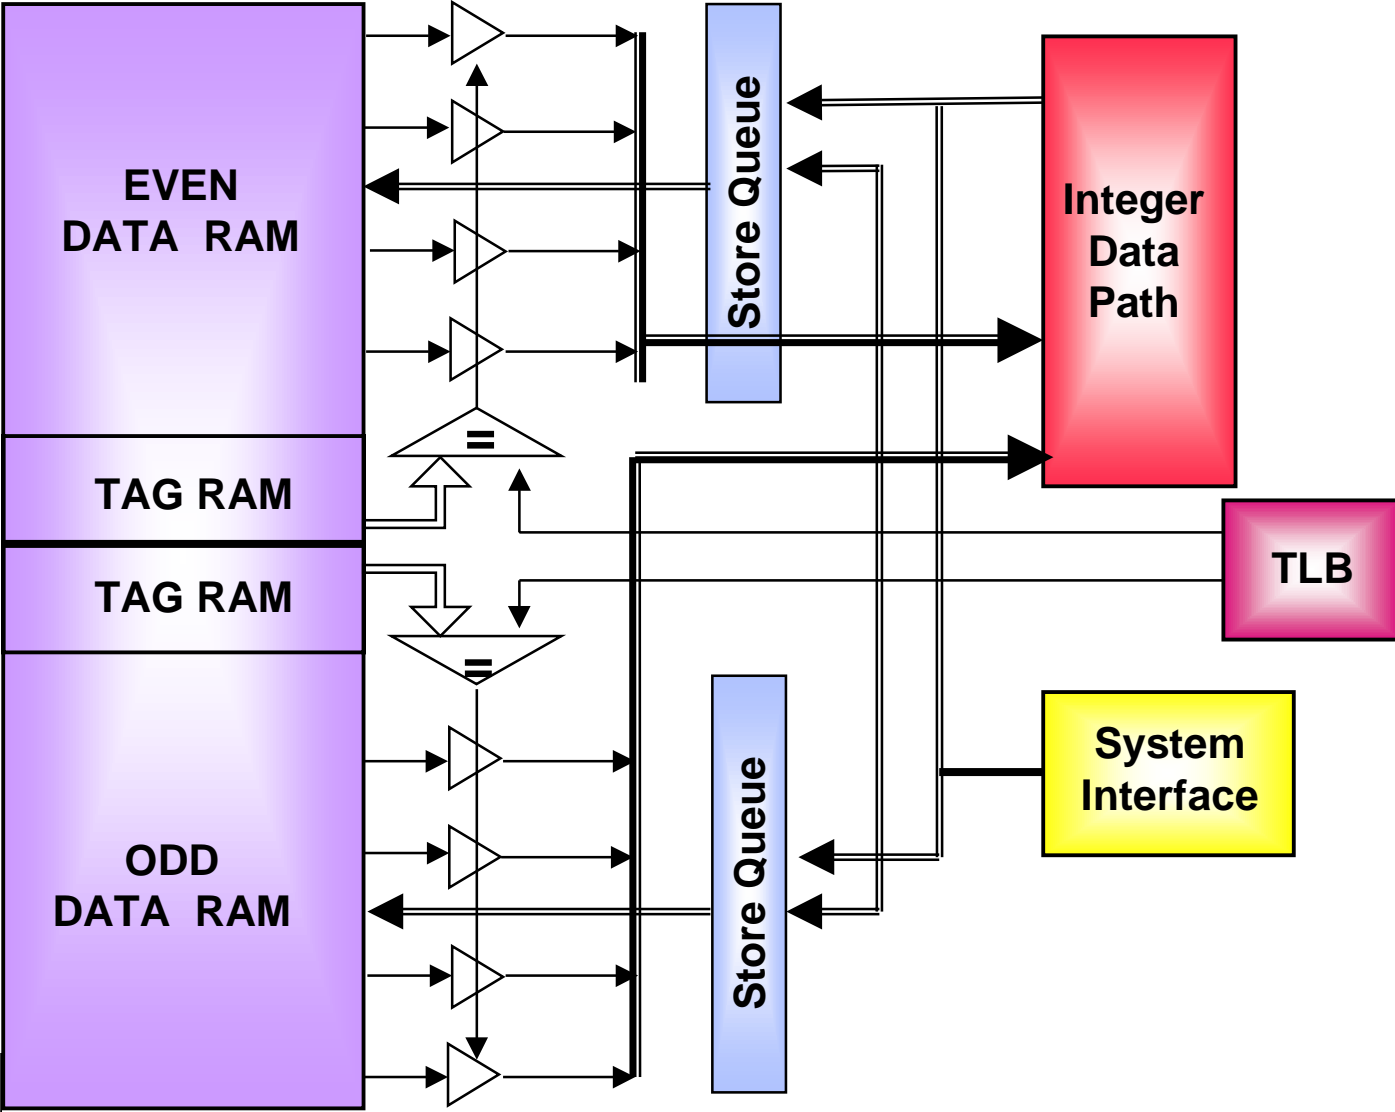 EVEN
DATA RAM
TAG RAM
TAG RAM
ODD
DATA RAM
=
=
Store Queue
Store Queue
Integer
Data
Path
TLB
System
Interface